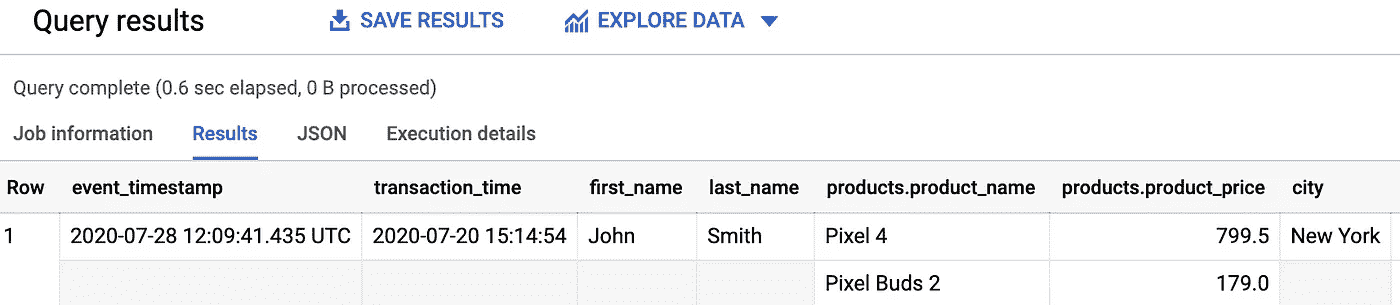 Query results SAVE RESULTS EXPLORE DATA
Query complete (0.6 sec elapsed, 0 B processed)
Job information Results JSON Execution details
Row event_timestamp transaction_time first_name last_name products.product_name products.product_price city
1 2020-07-28 12:09:41.435 UTC 2020-07-20 15:14:54 John Smith Pixel 4 799.5 New York
Pixel Buds 2 179.0